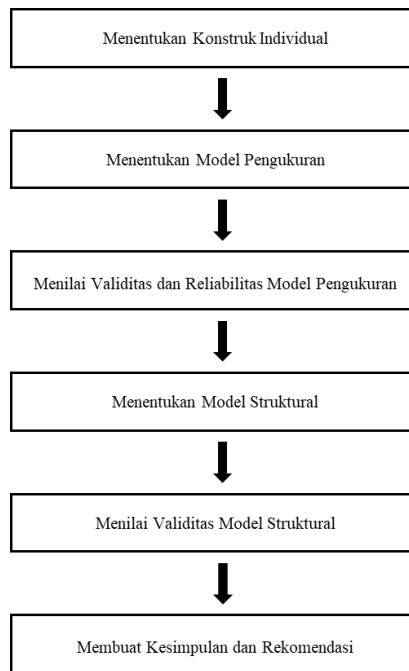 Menentukan Konstruk Individual
Menentukan Model Pengukuran
Menilai Validitas dan Reliabilitas Model Pengukuran
Menentukan Model Struktural
Menilai Validitas Model Struktural
Membuat Kesimpulan dan Rekomendasi